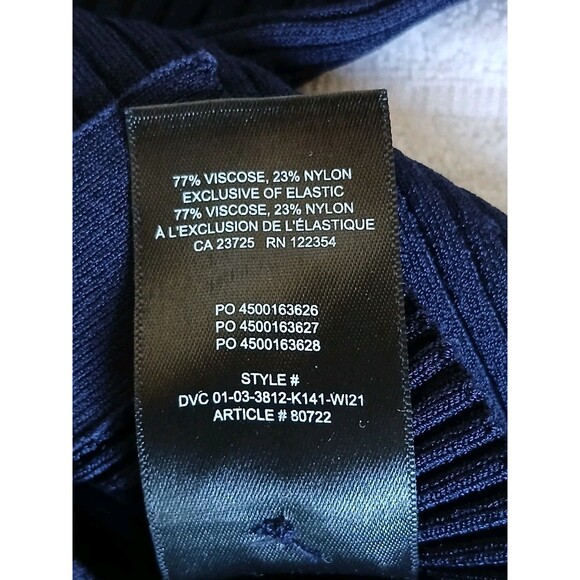 77% VISCOSE, 23% NYLON
EXCLUSIVE OF ELASTIC
77% VISCOSE, 23% NYLON
À L'EXCLUSION DE L'ÉLASTIQUE
CA 23725 RN 122354
PO 4500163626
PO 4500163627
PO 4500163628
STYLE #
DVC 01-03-3812-K141-WI21
ARTICLE # 80722